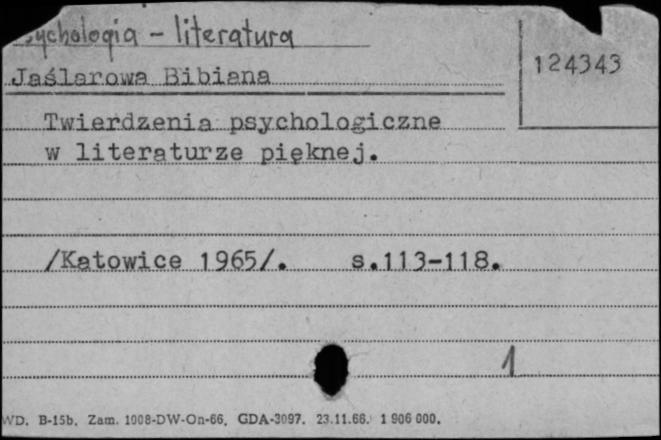 Psychologia - literatura
124343
Jaślarowa Bibiana
Twierdzenia psychologiczne
w literaturze pięknej.
/Katowice 1965/. s.113-118.
1
WD. B-15b. Zam. 1008-DW-On-66. GDA-3097. 23.11.66. 1 906 000.